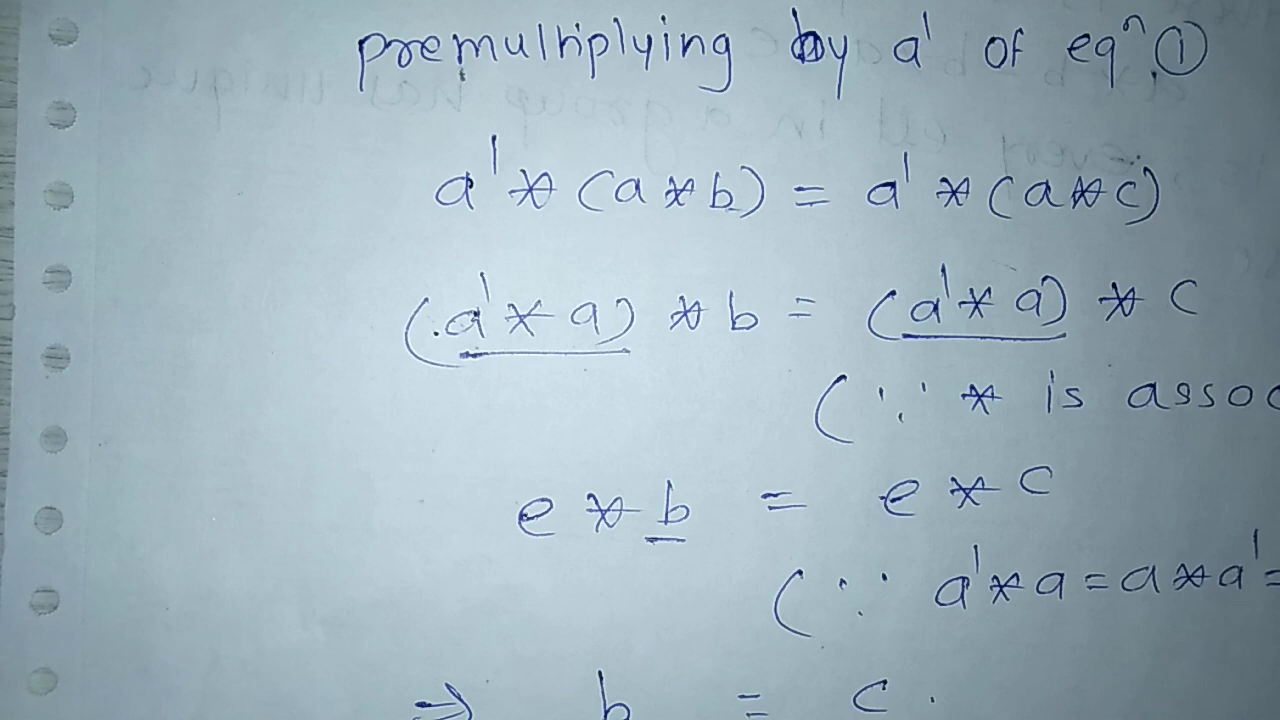 premultiplying by a' of eqⁿ ①
a' * (a * b) = a' * (a * c)
(a' * a) * b = (a' * a) * c
(∵ * is assoc
e * b = e * c
(∵ a' * a = a * a' =
⇒ b = c.